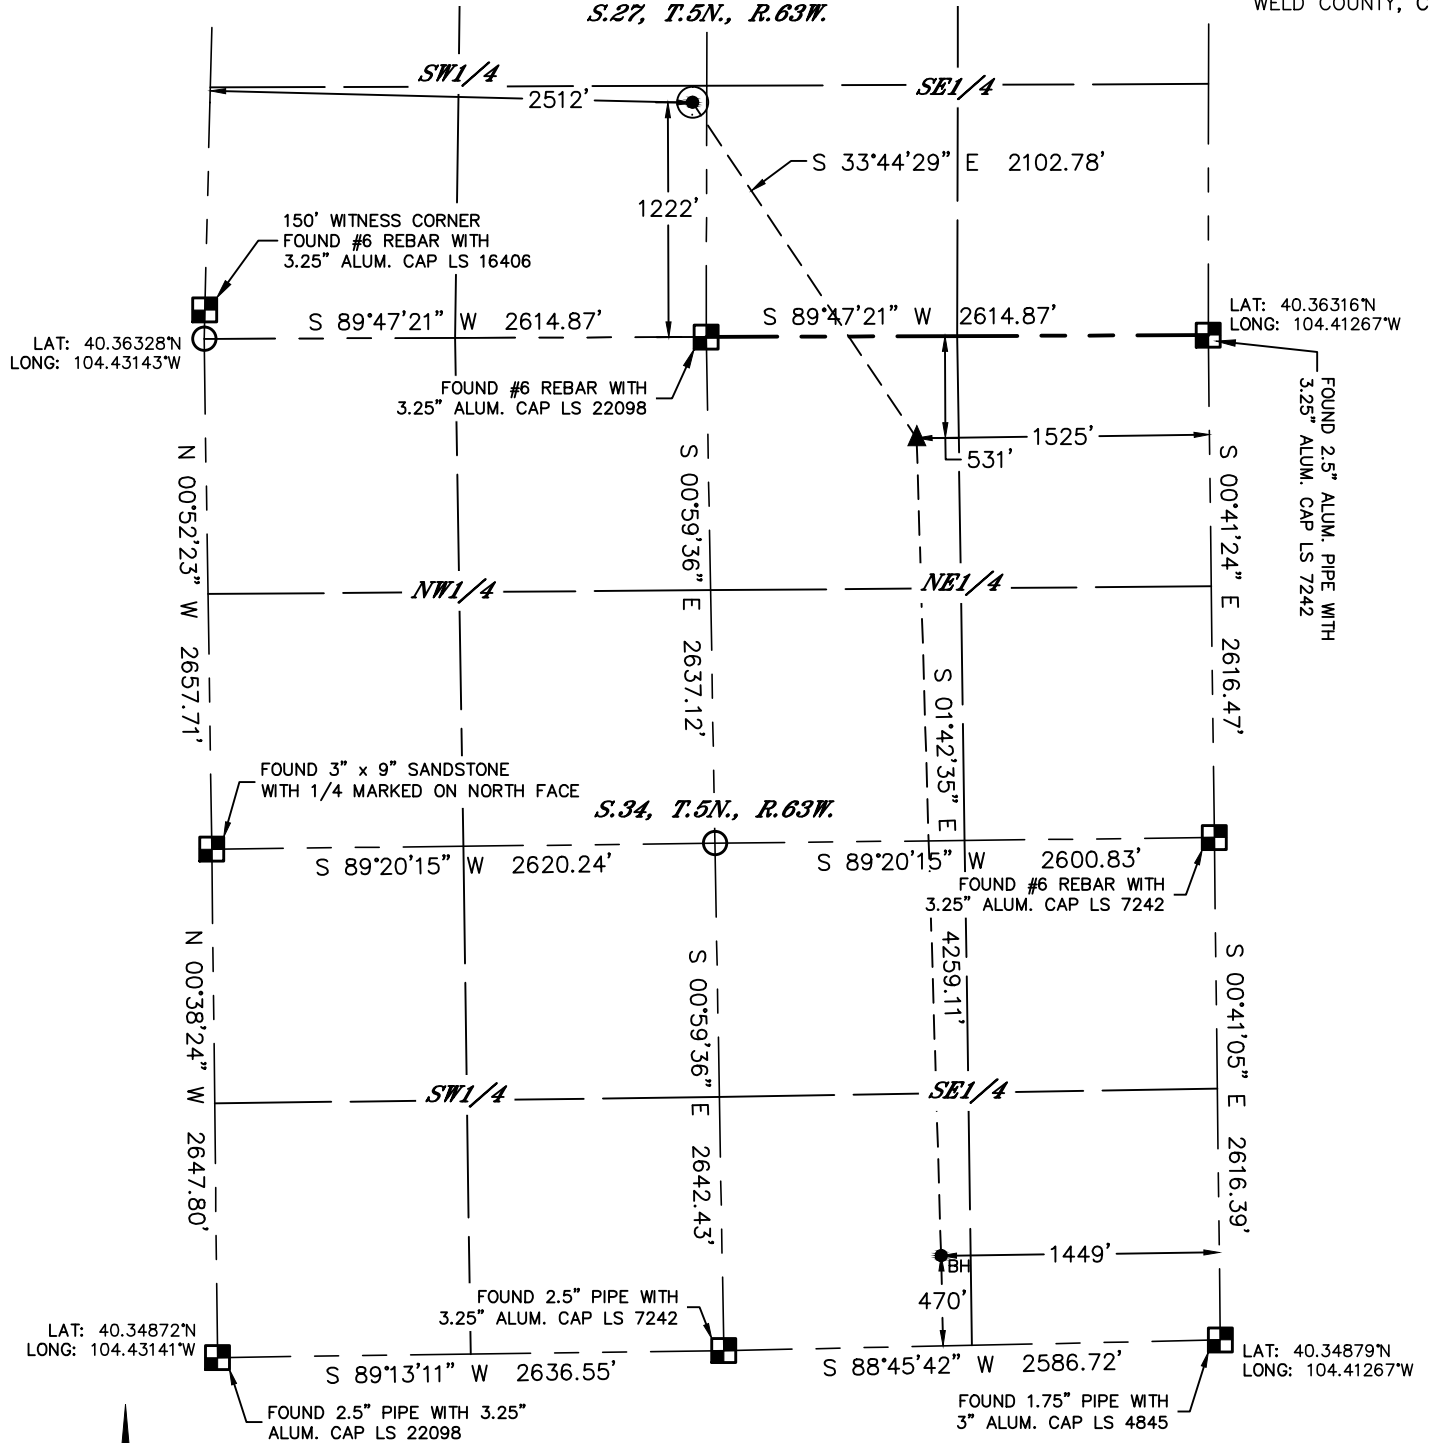 WELD COUNTY, C
S.27, T.5N., R.63W.
SW1/4
SE1/4
2512'
S 33°44'29" E 2102.78'
1222'
150' WITNESS CORNER
FOUND #6 REBAR WITH
3.25" ALUM. CAP LS 16406
S 89°47'21" W 2614.87'
S 89°47'21" W 2614.87'
LAT: 40.36316°N
LONG: 104.41267°W
LAT: 40.36328°N
LONG: 104.43143°W
FOUND #6 REBAR WITH
3.25" ALUM. CAP LS 22098
FOUND 2.5" ALUM. PIPE WITH
3.25" ALUM. CAP LS 7242
1525'
531'
N 00°52'23" W 2657.71'
S 00°59'36" E 2637.12'
S 00°41'24" E 2616.47'
NW1/4
NE1/4
S 01°42'35" E 4259.11'
FOUND 3" x 9" SANDSTONE
WITH 1/4 MARKED ON NORTH FACE
S.34, T.5N., R.63W.
S 89°20'15" W 2620.24'
S 89°20'15" W 2600.83'
FOUND #6 REBAR WITH
3.25" ALUM. CAP LS 7242
N 00°38'24" W 2647.80'
S 00°59'36" E 2642.43'
S 00°41'05" E 2616.39'
SW1/4
SE1/4
1449'
BH
470'
FOUND 2.5" PIPE WITH
3.25" ALUM. CAP LS 7242
LAT: 40.34872°N
LONG: 104.43141°W
S 89°13'11" W 2636.55'
S 88°45'42" W 2586.72'
LAT: 40.34879°N
LONG: 104.41267°W
FOUND 2.5" PIPE WITH 3.25"
ALUM. CAP LS 22098
FOUND 1.75" PIPE WITH
3" ALUM. CAP LS 4845